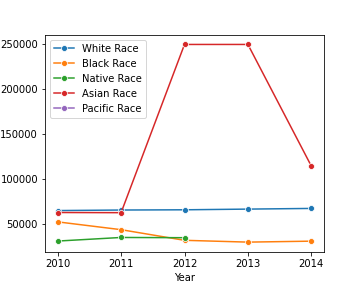 250000
200000
150000
100000
50000
White Race
Black Race
Native Race
Asian Race
Pacific Race
2010 2011 2012 2013 2014
Year